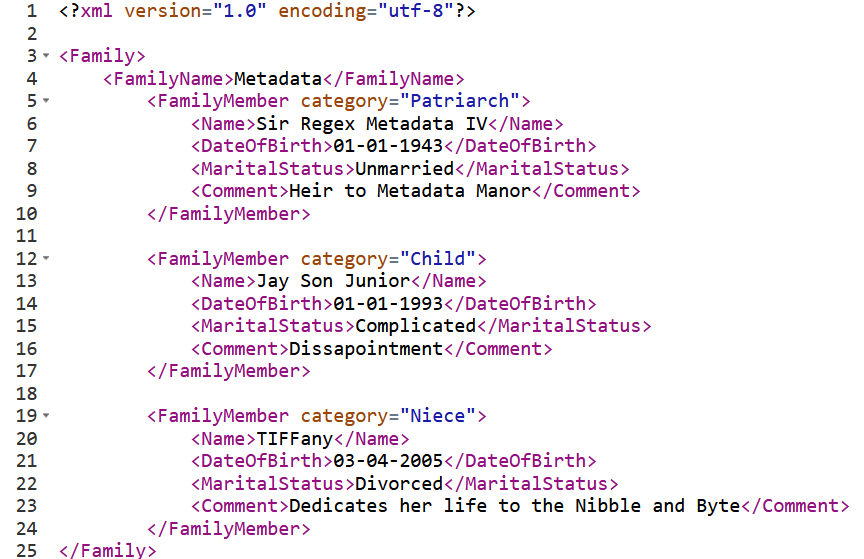 1 <?xml version="1.0" encoding="utf-8"?>
2
3 <Family>
4 <FamilyName>Metadata</FamilyName>
5 <FamilyMember category="Patriarch">
6 <Name>Sir Regex Metadata IV</Name>
7 <DateOfBirth>01-01-1943</DateOfBirth>
8 <MaritalStatus>Unmarried</MaritalStatus>
9 <Comment>Heir to Metadata Manor</Comment>
10 </FamilyMember>
11
12 <FamilyMember category="Child">
13 <Name>Jay Son Junior</Name>
14 <DateOfBirth>01-01-1993</DateOfBirth>
15 <MaritalStatus>Complicated</MaritalStatus>
16 <Comment>Dissapointment</Comment>
17 </FamilyMember>
18
19 <FamilyMember category="Niece">
20 <Name>TIFFany</Name>
21 <DateOfBirth>03-04-2005</DateOfBirth>
22 <MaritalStatus>Divorced</MaritalStatus>
23 <Comment>Dedicates her life to the Nibble and Byte</Comment>
24 </FamilyMember>
25 </Family>